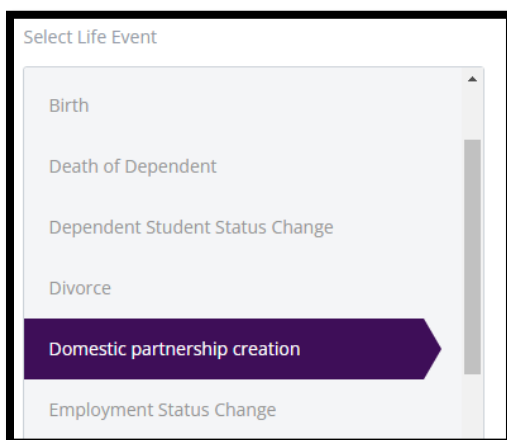 Select Life Event
Birth
Death of Dependent
Dependent Student Status Change
Divorce
Domestic partnership creation
Employment Status Change